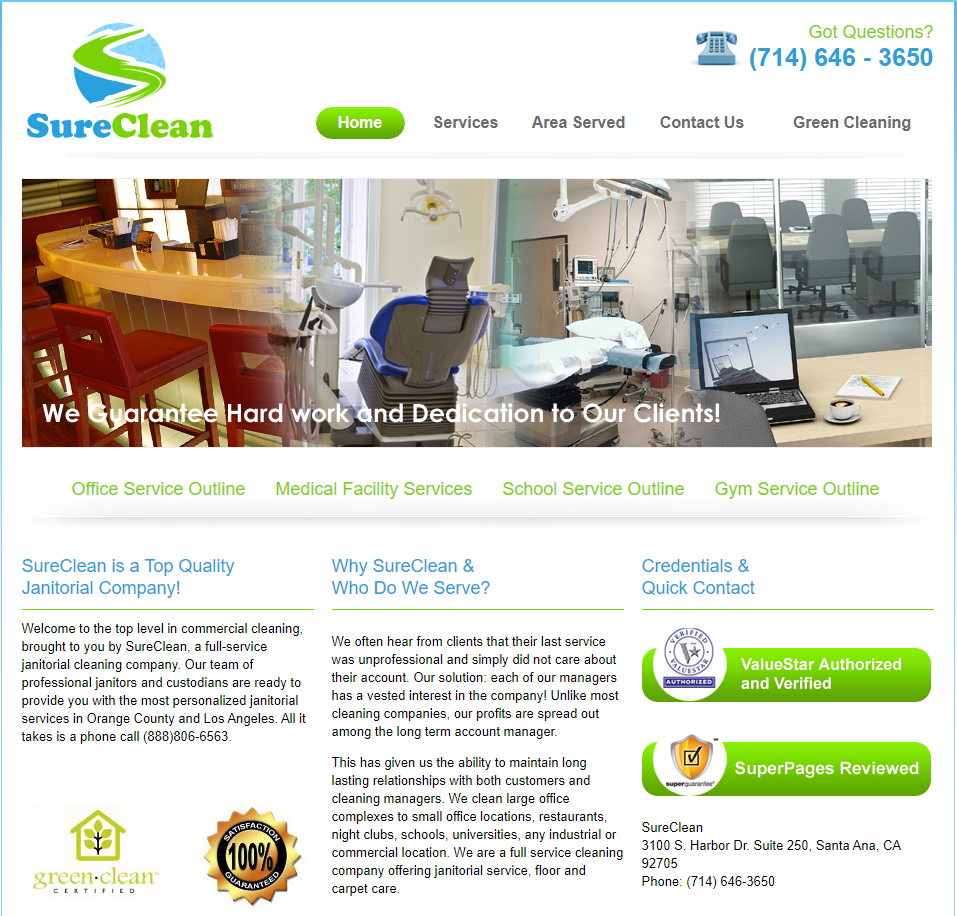 Got Questions?
(714) 646 - 3650
SureClean
Home
Services
Area Served
Contact Us
Green Cleaning
We Guarantee Hard work and Dedication to Our Clients!
Office Service Outline
Medical Facility Services
School Service Outline
Gym Service Outline
SureClean is a Top Quality
Janitorial Company!
Welcome to the top level in commercial cleaning,
brought to you by SureClean, a full-service
janitorial cleaning company. Our team of
professional janitors and custodians are ready to
provide you with the most personalized janitorial
services in Orange County and Los Angeles. All it
takes is a phone call (888)806-6563.
green·clean™
CERTIFIED
SATISFACTION
100%
GUARANTEED
Why SureClean &
Who Do We Serve?
We often hear from clients that their last service
was unprofessional and simply did not care about
their account. Our solution: each of our managers
has a vested interest in the company! Unlike most
cleaning companies, our profits are spread out
among the long term account manager.
This has given us the ability to maintain long
lasting relationships with both customers and
cleaning managers. We clean large office
complexes to small office locations, restaurants,
night clubs, schools, universities, any industrial or
commercial location. We are a full service cleaning
company offering janitorial service, floor and
carpet care.
Credentials &
Quick Contact
VERIFIED
VALUESTAR
AUTHORIZED
ValueStar Authorized
and Verified
superguarantee®
SuperPages Reviewed
SureClean
3100 S. Harbor Dr. Suite 250, Santa Ana, CA
92705
Phone: (714) 646-3650